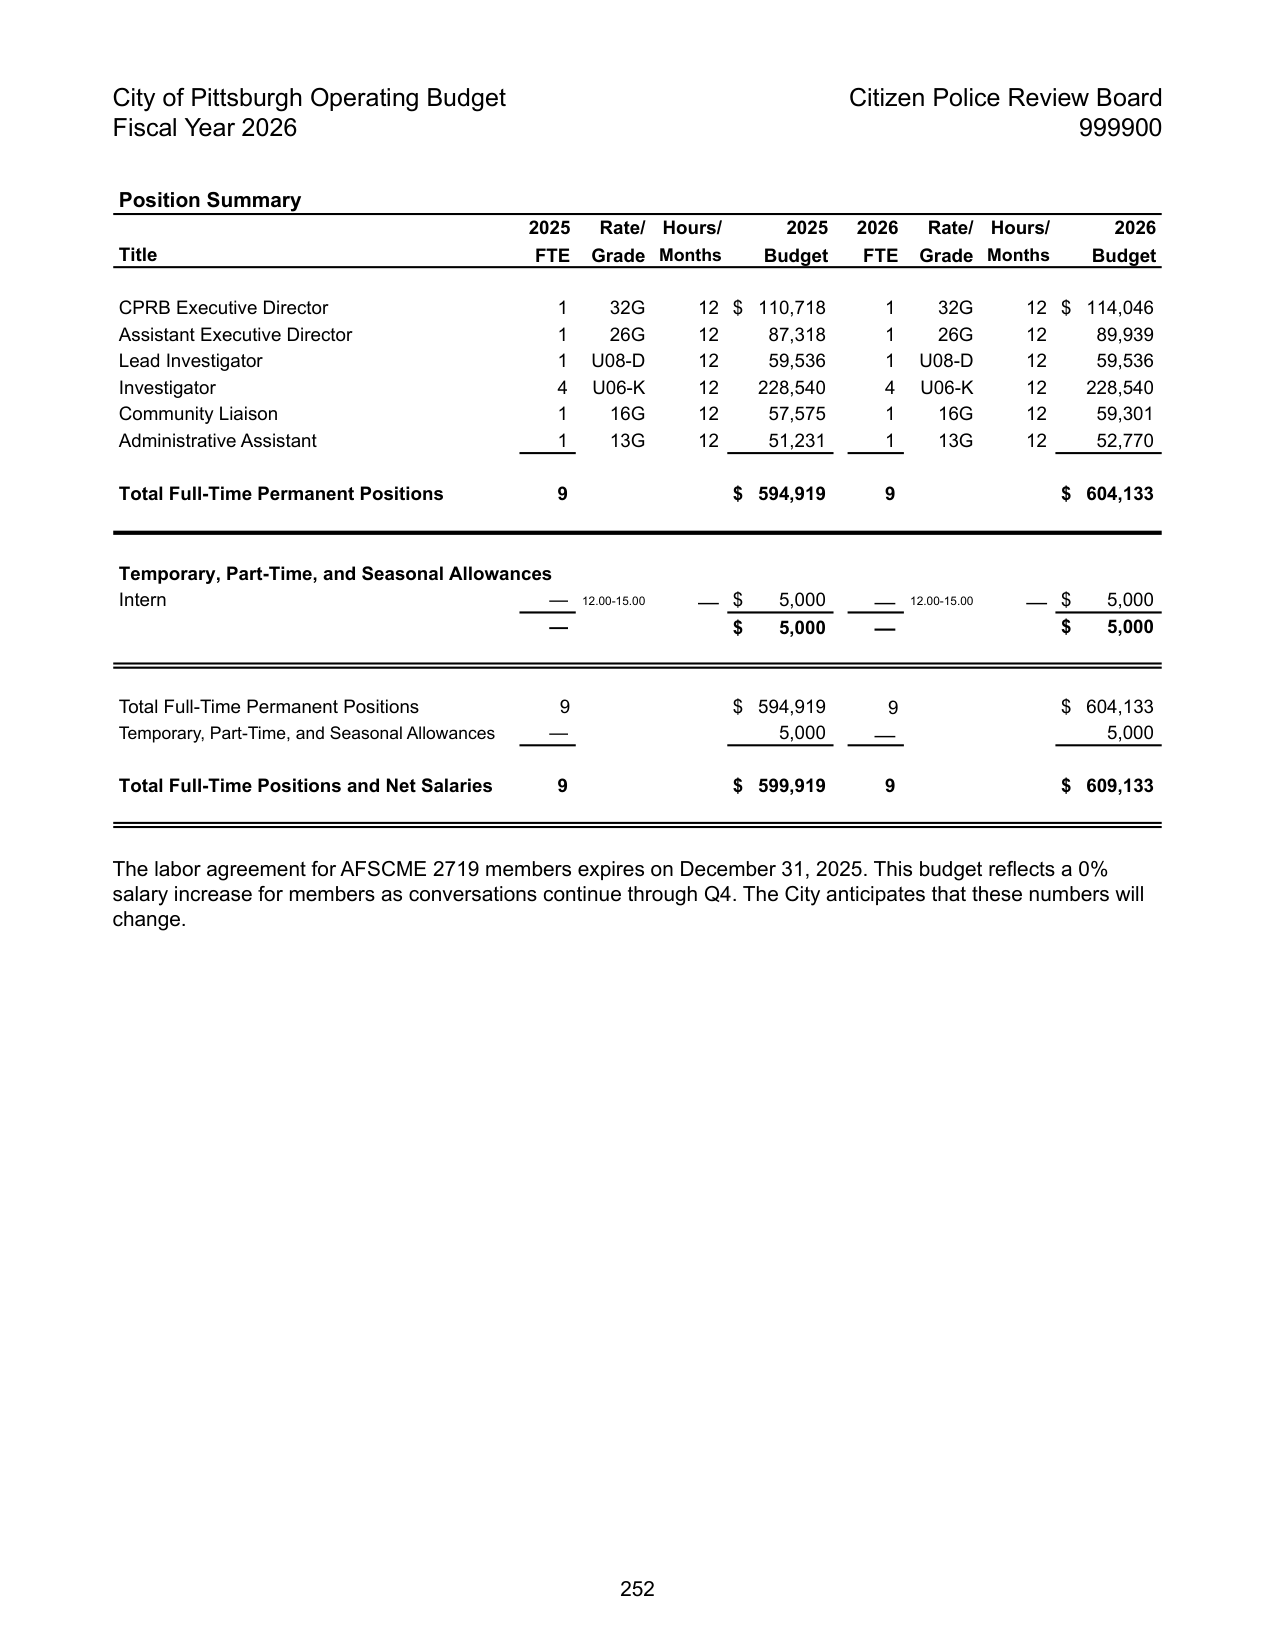 City of Pittsburgh Operating Budget Citizen Police Review Board
Fiscal Year 2026 999900
Position Summary
2025 Rate/ Hours/ 2025 2026 Rate/ Hours/ 2026
Title FTE Grade Months Budget FTE Grade Months Budget
CPRB Executive Director 1 32G 12 $ 110,718 1 32G 12 $ 114,046
Assistant Executive Director 1 26G 12 87,318 1 26G 12 89,939
Lead Investigator 1 U08-D 12 59,536 1 U08-D 12 59,536
Investigator 4 U06-K 12 228,540 4 U06-K 12 228,540
Community Liaison 1 16G 12 57,575 1 16G 12 59,301
Administrative Assistant 1 13G 12 51,231 1 13G 12 52,770
Total Full-Time Permanent Positions 9 $ 594,919 9 $ 604,133
Temporary, Part-Time, and Seasonal Allowances
Intern — 12.00-15.00 — $ 5,000 — 12.00-15.00 — $ 5,000
— $ 5,000 — $ 5,000
Total Full-Time Permanent Positions 9 $ 594,919 9 $ 604,133
Temporary, Part-Time, and Seasonal Allowances — 5,000 — 5,000
Total Full-Time Positions and Net Salaries 9 $ 599,919 9 $ 609,133
The labor agreement for AFSCME 2719 members expires on December 31, 2025. This budget reflects a 0%
salary increase for members as conversations continue through Q4. The City anticipates that these numbers will
change.
252